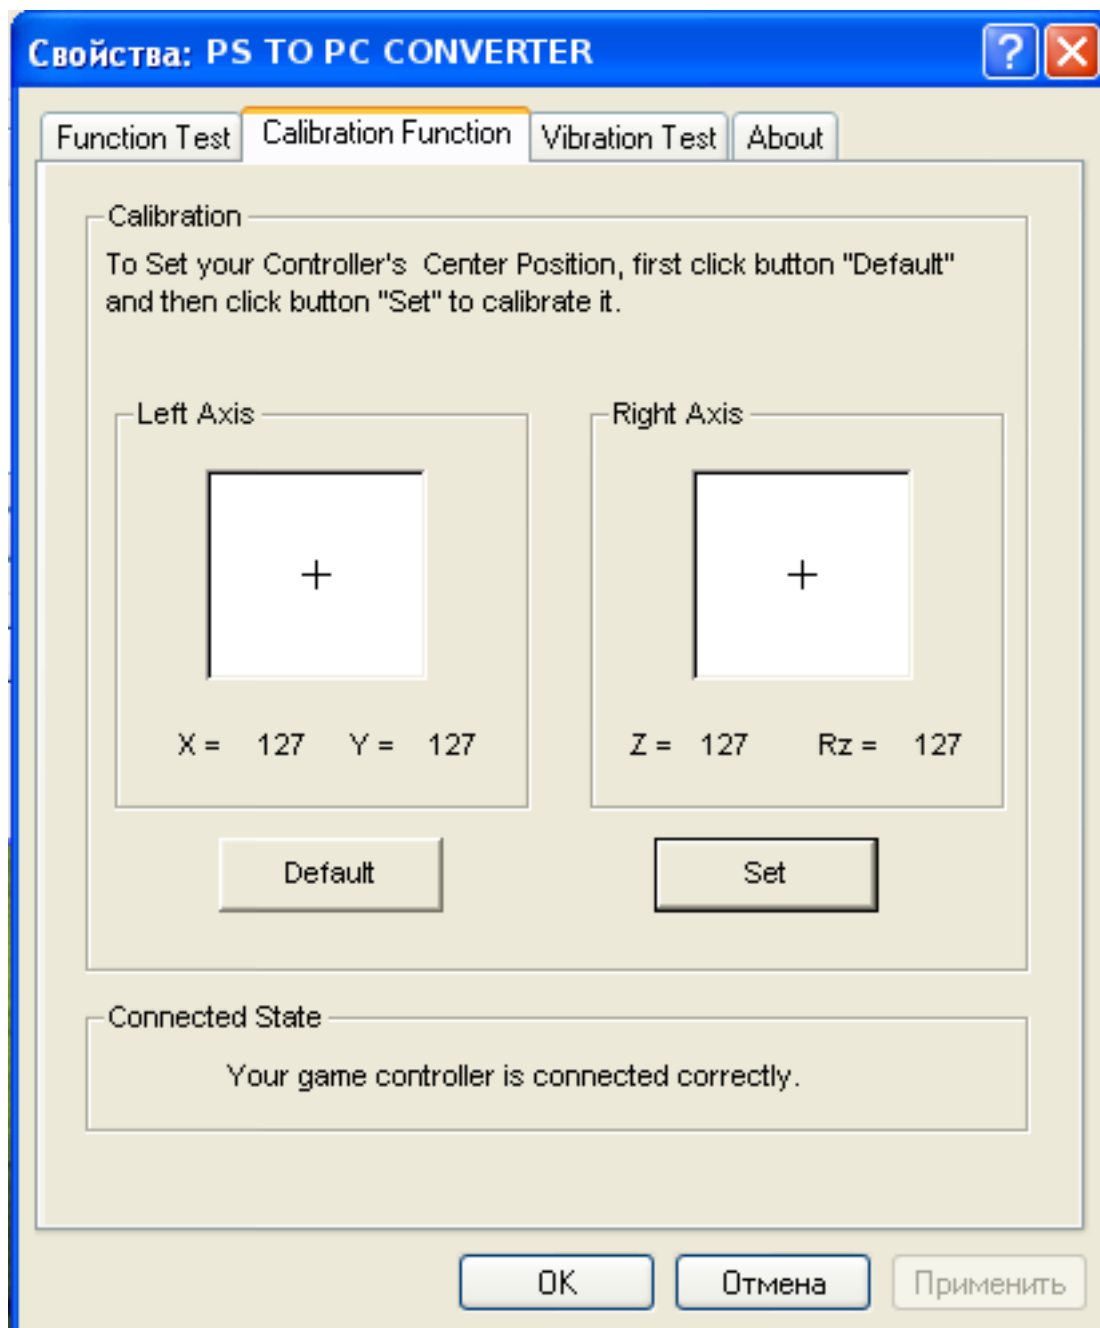 Свойства: PS TO PC CONVERTER
?
Function Test Calibration Function Vibration Test About
Calibration
To Set your Controller's  Center Position, first click button "Default"
and then click button "Set" to calibrate it.
Left Axis Right Axis
X = 127 Y = 127 Z = 127 Rz = 127
Default Set
Connected State
Your game controller is connected correctly.
OK Отмена Применить